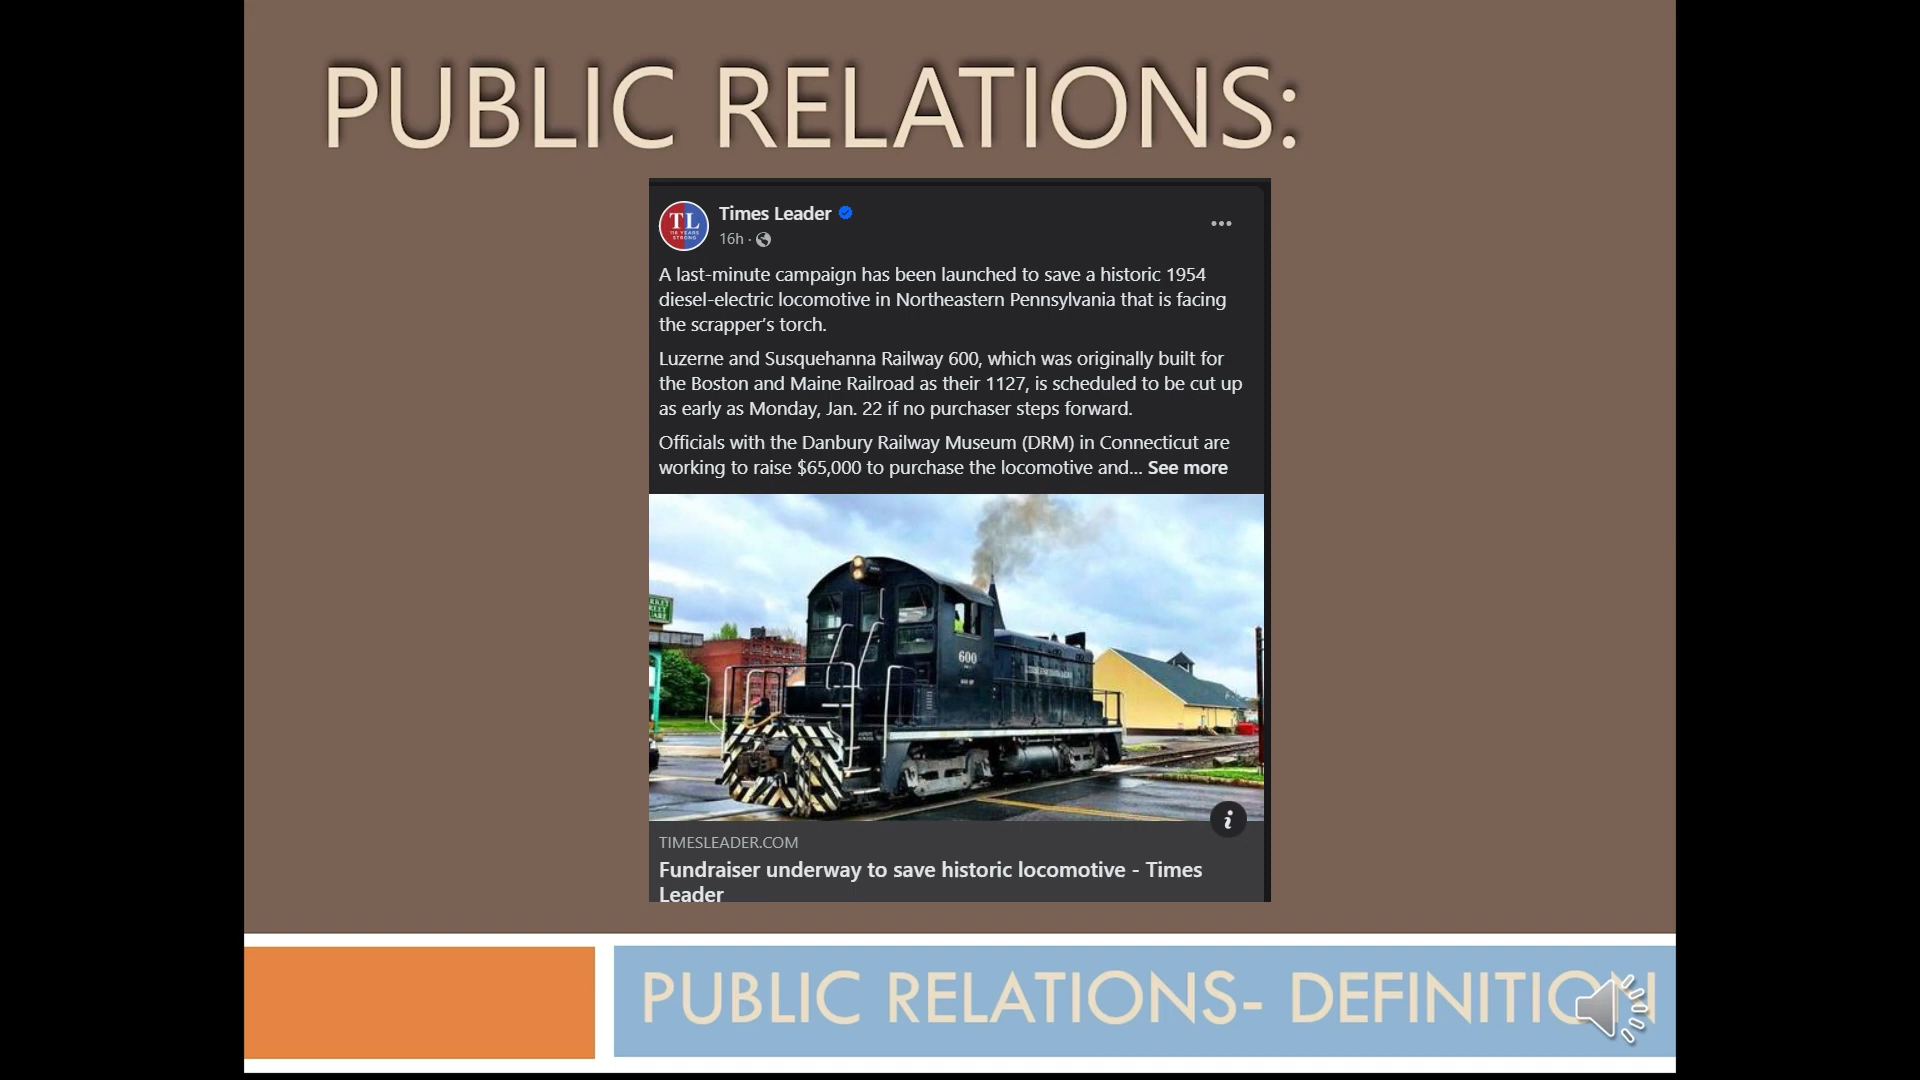 PUBLIC RELATIONS:
TL
Times Leader
16h ·
A last-minute campaign has been launched to save a historic 1954
diesel-electric locomotive in Northeastern Pennsylvania that is facing
the scrapper’s torch.
Luzerne and Susquehanna Railway 600, which was originally built for
the Boston and Maine Railroad as their 1127, is scheduled to be cut up
as early as Monday, Jan. 22 if no purchaser steps forward.
Officials with the Danbury Railway Museum (DRM) in Connecticut are
working to raise $65,000 to purchase the locomotive and... See more
600
TIMESLEADER.COM
Fundraiser underway to save historic locomotive - Times
Leader
PUBLIC RELATIONS- DEFINITION